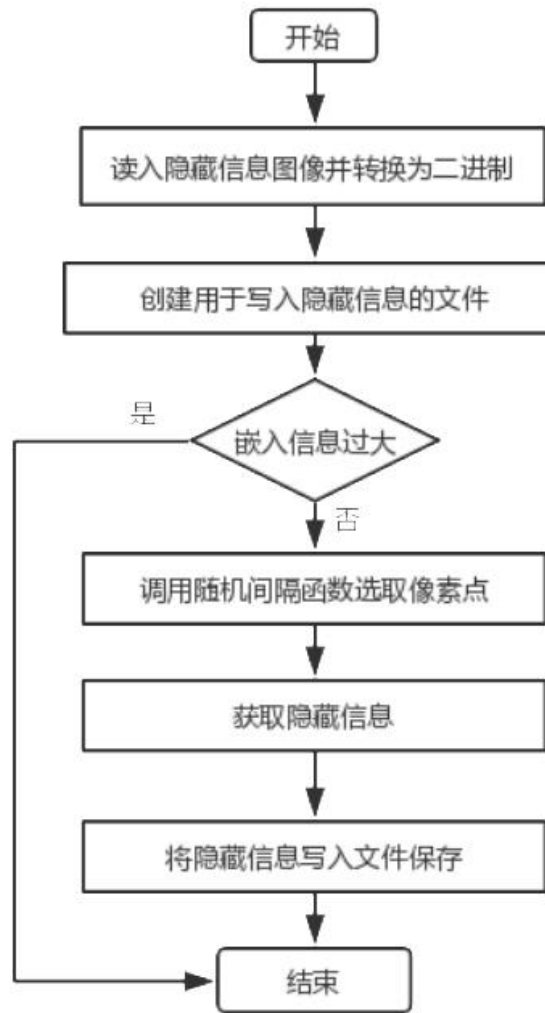 开始
读入隐藏信息图像并转换为二进制
创建用于写入隐藏信息的文件
是
嵌入信息过大
否
调用随机间隔函数选取像素点
获取隐藏信息
将隐藏信息写入文件保存
结束